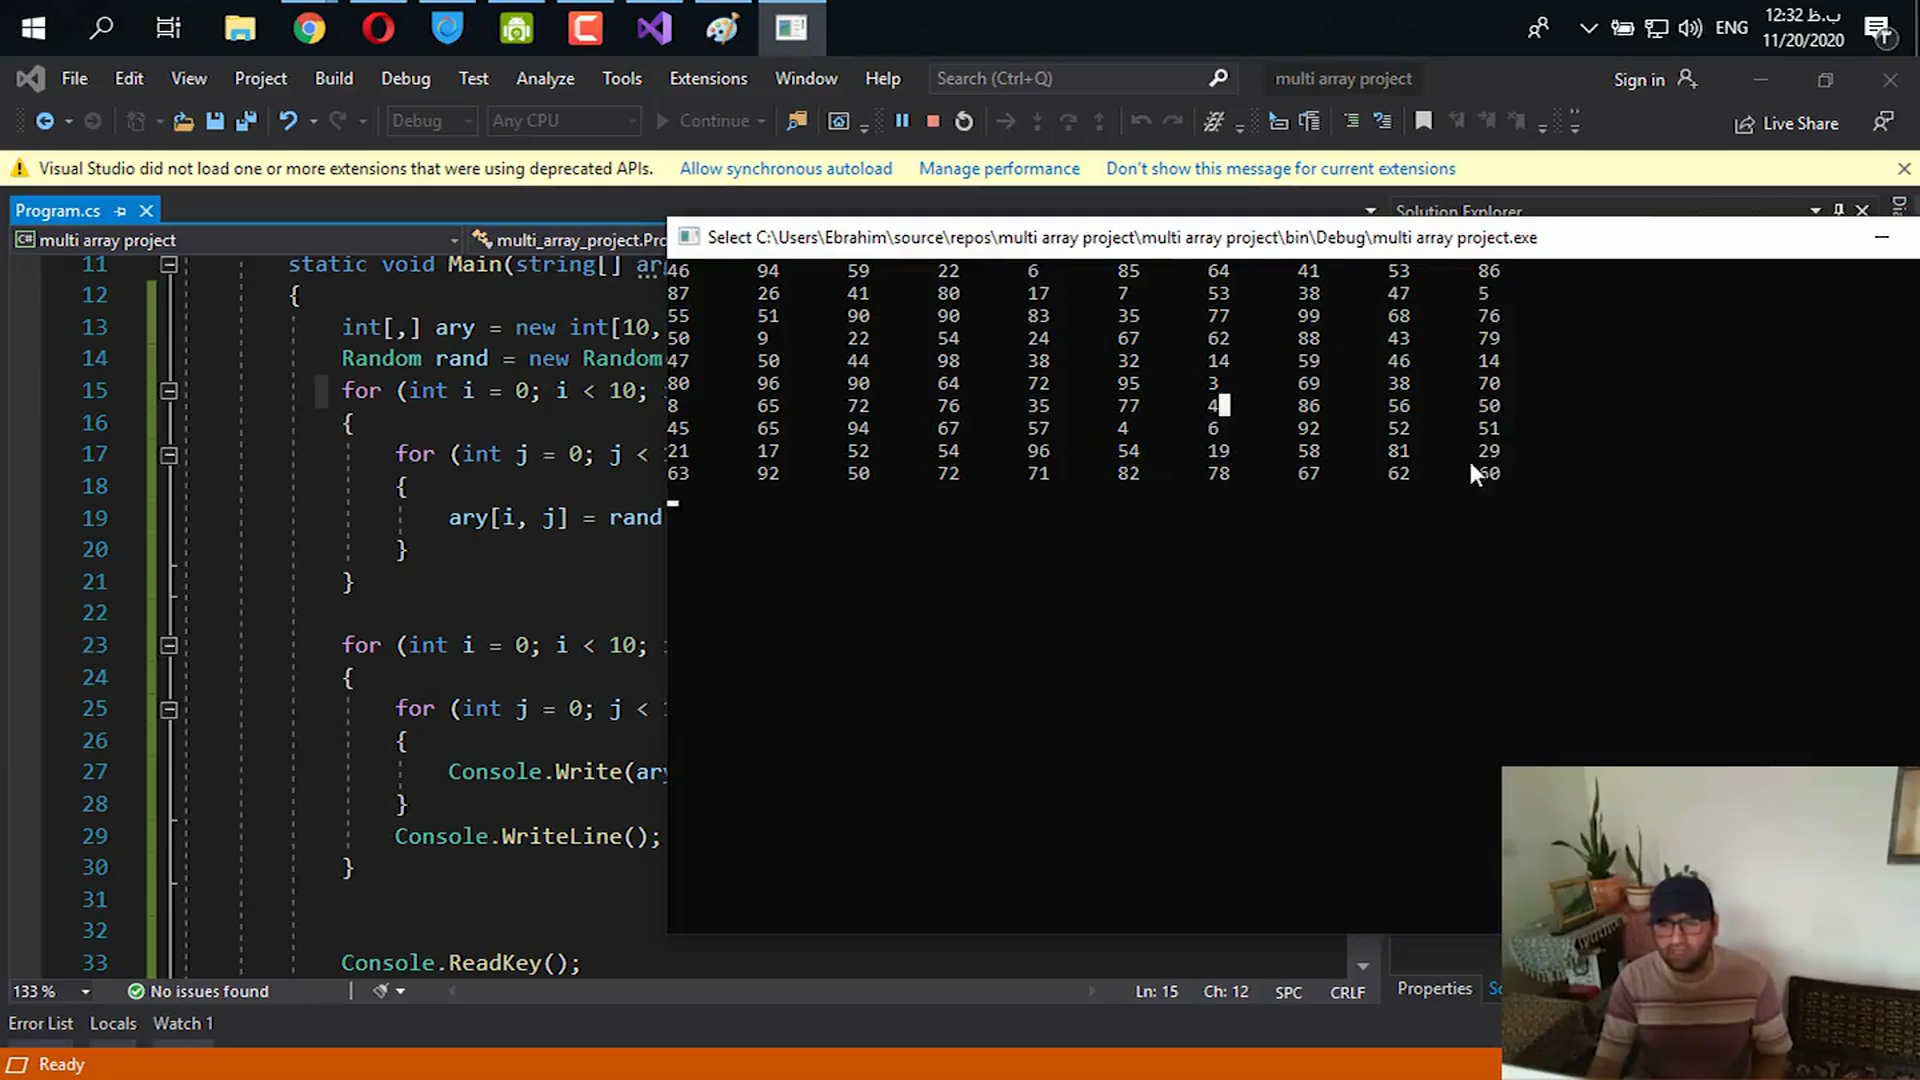 ENG
12:32 ب.ظ
11/20/2020
File Edit View Project Build Debug Test Analyze Tools Extensions Window Help Search (Ctrl+Q) multi array project Sign in
Debug Any CPU Continue Live Share
Visual Studio did not load one or more extensions that were using deprecated APIs. Allow synchronous autoload Manage performance Don't show this message for current extensions
Program.cs Solution Explorer
C# multi array project multi_array_project.Pro
Select C:\Users\Ebrahim\source\repos\multi array project\multi array project\bin\Debug\multi array project.exe
11 static void Main(string[]
12 {
13 int[,] ary = new int[10,
14 Random rand = new Random
15 for (int i = 0; i < 10;
16 {
17 for (int j = 0; j <
18 {
19 ary[i, j] = rand
20 }
21 }
22
23 for (int i = 0; i < 10;
24 {
25 for (int j = 0; j <
26 {
27 Console.Write(ary
28 }
29 Console.WriteLine();
30 }
31
32
33 Console.ReadKey();
46 94 59 22 6 85 64 41 53 86
87 26 41 80 17 7 53 38 47 5
55 51 90 90 83 35 77 99 68 76
50 9 22 54 24 67 62 88 43 79
47 50 44 98 38 32 14 59 46 14
80 96 90 64 72 95 3 69 38 70
8 65 72 76 35 77 4 86 56 50
45 65 94 67 57 4 6 92 52 51
21 17 52 54 96 54 19 58 81 29
63 92 50 72 71 82 78 67 62
133 % No issues found Ln: 15 Ch: 12 SPC CRLF
Properties
Error List Locals Watch 1
Ready